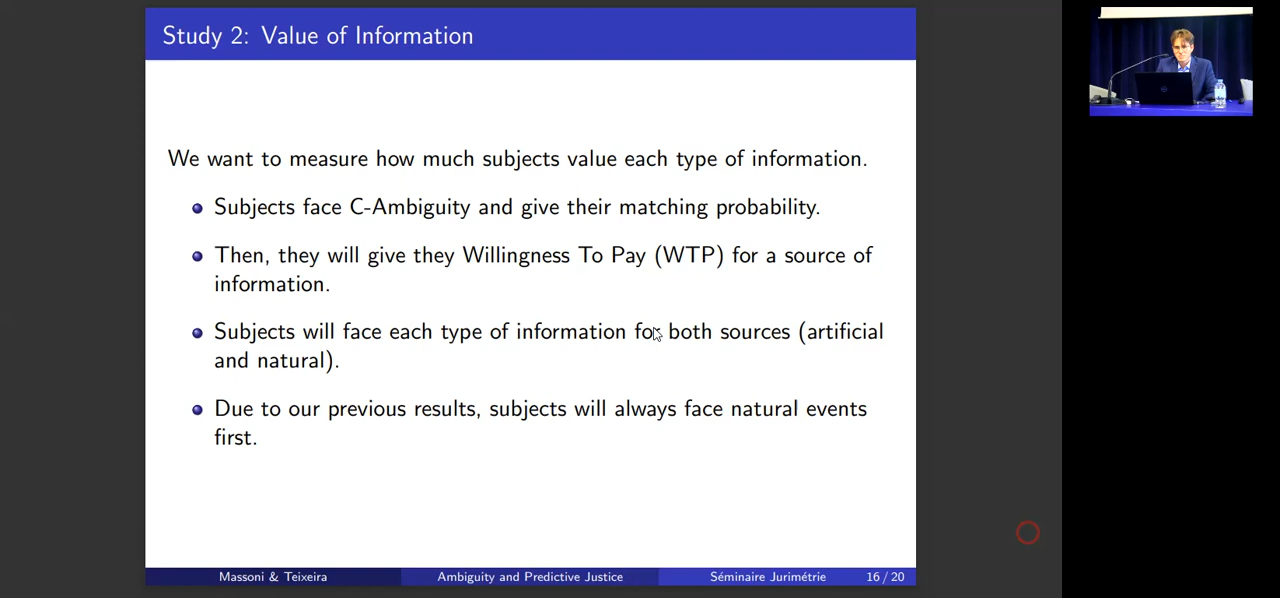 Study 2: Value of Information
We want to measure how much subjects value each type of information.
Subjects face C-Ambiguity and give their matching probability.
Then, they will give they Willingness To Pay (WTP) for a source of
information.
Subjects will face each type of information for both sources (artificial
and natural).
Due to our previous results, subjects will always face natural events
first.
Massoni & Teixeira
Ambiguity and Predictive Justice
Séminaire Jurimétrie
16 / 20